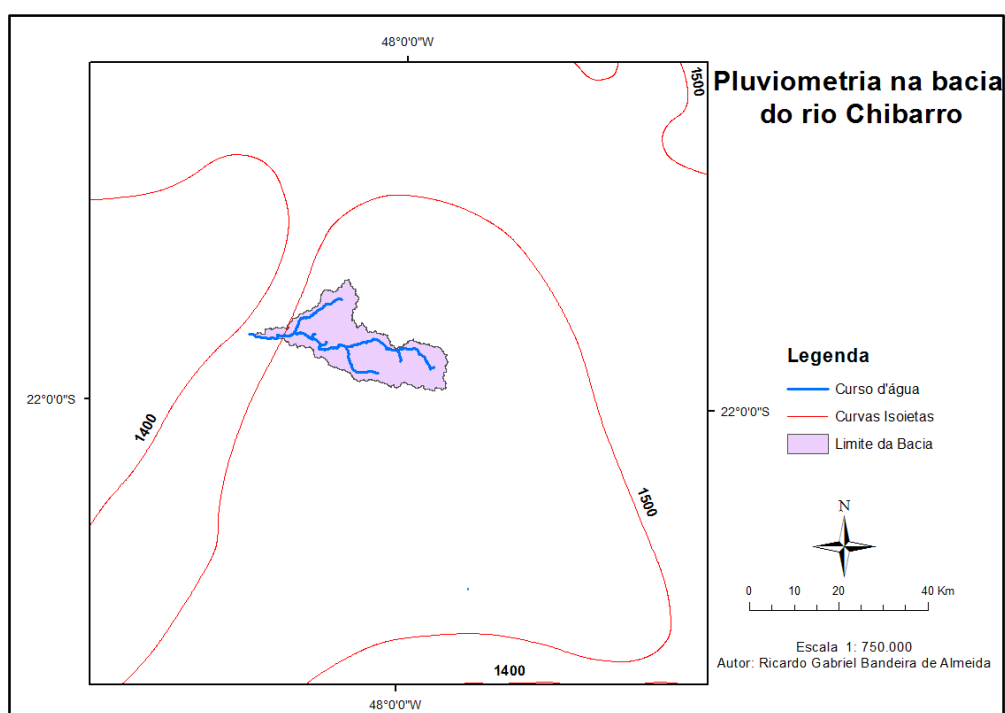 48°0'0"W
1500
Pluviometria na bacia
do rio Chibarro
Legenda
Curso d'água
Curvas Isoietas
Limite da Bacia
22°0'0"S
22°0'0"S
1400
1500
N
0 10 20 40 Km
Escala 1: 750.000
Autor: Ricardo Gabriel Bandeira de Almeida
1400
48°0'0"W